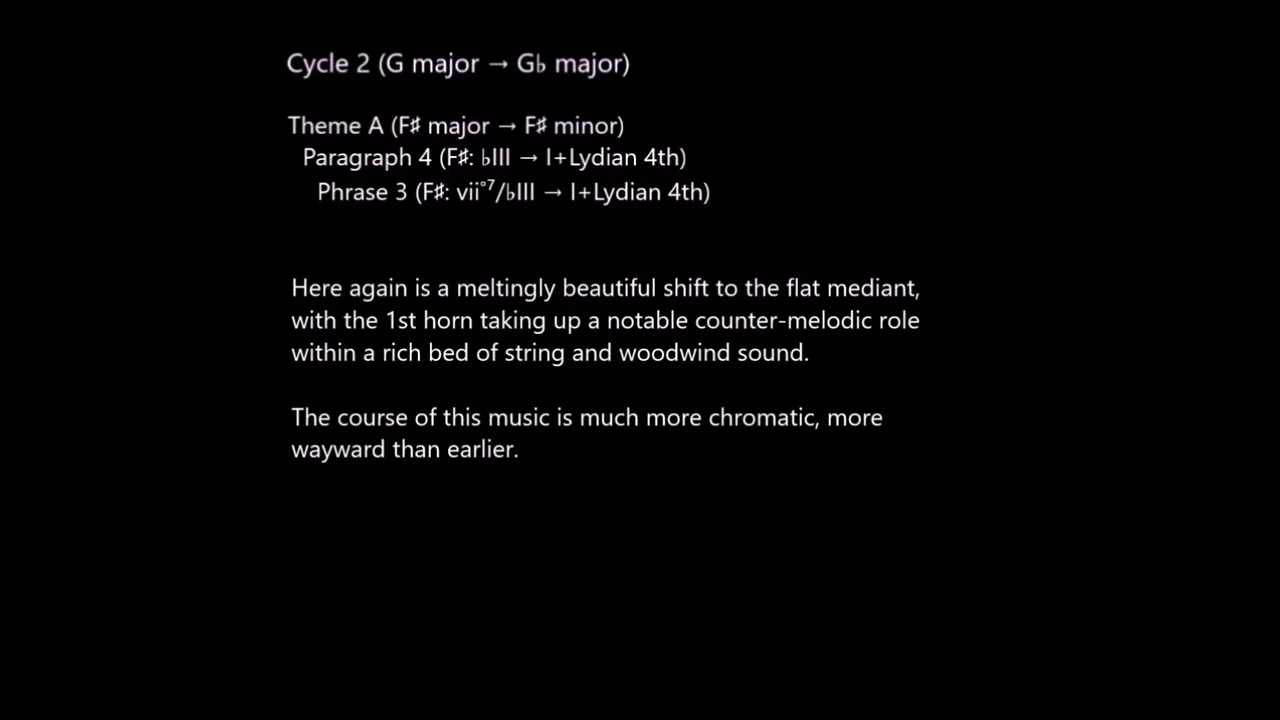 Cycle 2 (G major → G♭ major)
Theme A (F♯ major → F♯ minor)
Paragraph 4 (F♯: ♭III → I+Lydian 4th)
Phrase 3 (F♯: vii°⁷/♭III → I+Lydian 4th)
Here again is a meltingly beautiful shift to the flat mediant,
with the 1st horn taking up a notable counter-melodic role
within a rich bed of string and woodwind sound.
The course of this music is much more chromatic, more
wayward than earlier.